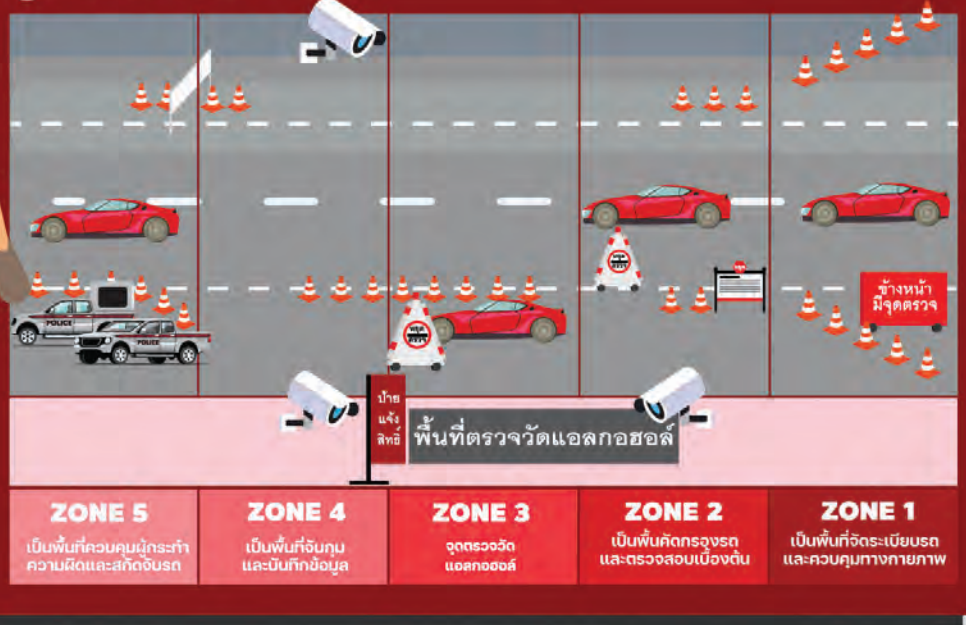 ข้างหน้า
มีจุดตรวจ
POLICE
POLICE
หยุด
ตรวจ
ป้าย
แจ้ง
สิทธิ์
พื้นที่ตรวจวัดแอลกอฮอล์
ZONE 5
เป็นพื้นที่ควบคุมผู้กระทำ
ความผิดและสกัดจับรถ
ZONE 4
เป็นพื้นที่จับกุม
และบันทึกข้อมูล
ZONE 3
จุดตรวจวัด
แอลกอฮอล์
ZONE 2
เป็นพื้นคัดกรองรถ
และตรวจสอบเบื้องต้น
ZONE 1
เป็นพื้นที่จัดระเบียบรถ
และควบคุมทางกายภาพ